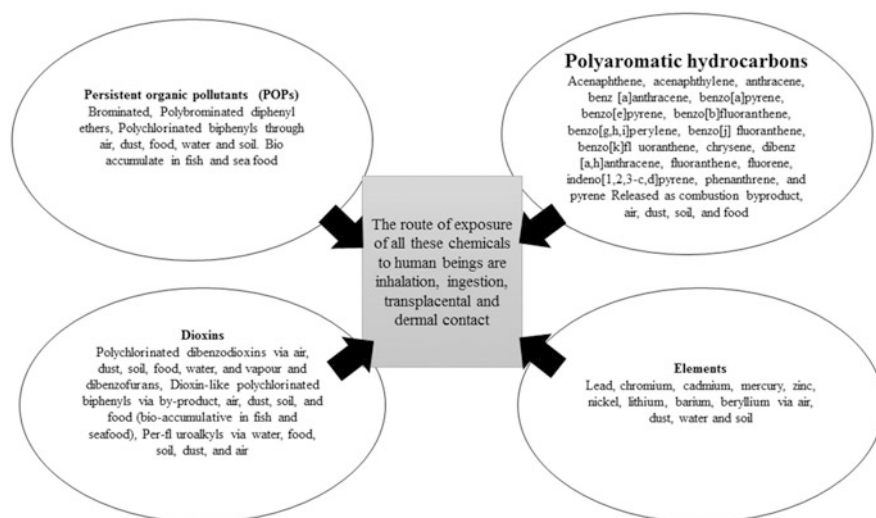 Persistent organic pollutants (POPs)
Brominated, Polybrominated diphenyl
ethers, Polychlorinated biphenyls through
air, dust, food, water and soil. Bio
accumulate in fish and sea food
Polyaromatic hydrocarbons
Acenaphthene, acenaphthylene, anthracene,
benz [a]anthracene, benzo[a]pyrene,
benzo[e]pyrene, benzo[b]fluoranthene,
benzo[g,h,i]perylene, benzo[j] fluoranthene,
benzo[k]fl uoranthene, chrysene, dibenz
[a,h]anthracene, fluoranthene, fluorene,
indeno[1,2,3-c,d]pyrene, phenanthrene, and
pyrene Released as combustion byproduct,
air, dust, soil, and food
The route of exposure
of all these chemicals
to human beings are
inhalation, ingestion,
transplacental and
dermal contact
Dioxins
Polychlorinated dibenzodioxins via air,
dust, soil, food, water, and vapour and
dibenzofurans, Dioxin-like polychlorinated
biphenyls via by-product, air, dust, soil, and
food (bio-accumulative in fish and
seafood), Per-fl uroalkyls via water, food,
soil, dust, and air
Elements
Lead, chromium, cadmium, mercury, zinc,
nickel, lithium, barium, beryllium via air,
dust, water and soil